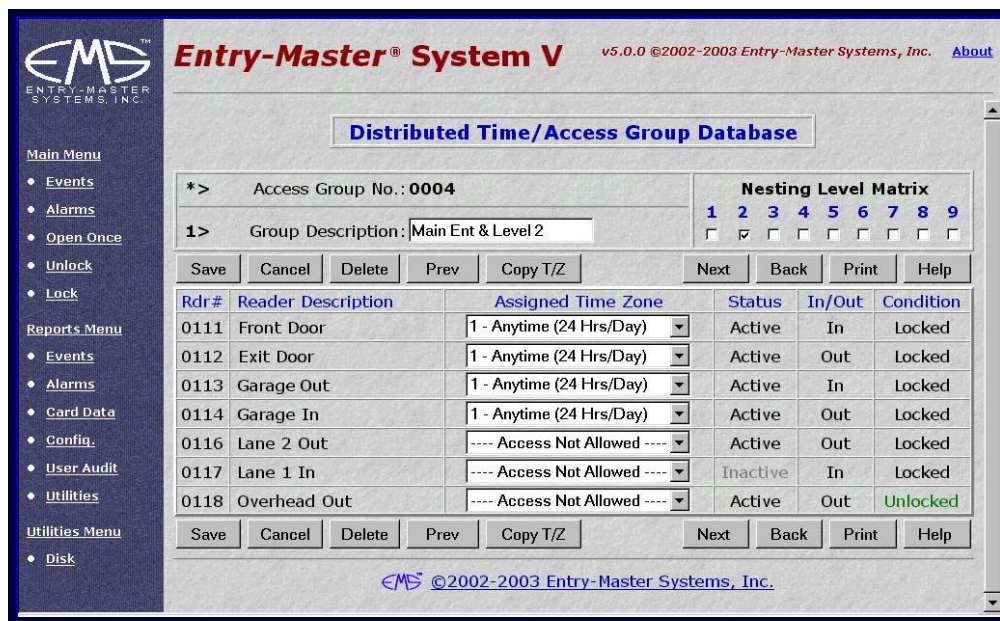 EMS™
ENTRY-MASTER
SYSTEMS, INC.
Entry-Master® System V
v5.0.0 ©2002-2003 Entry-Master Systems, Inc. About
Distributed Time/Access Group Database
Main Menu
Events
Alarms
Open Once
Unlock
Lock
Reports Menu
Events
Alarms
Card Data
Config.
User Audit
Utilities
Utilities Menu
Disk
*> Access Group No.: 0004
1> Group Description: Main Ent & Level 2
Nesting Level Matrix
1 2 3 4 5 6 7 8 9
Save Cancel Delete Prev Copy T/Z Next Back Print Help
Rdr# Reader Description Assigned Time Zone Status In/Out Condition
0111 Front Door 1 - Anytime (24 Hrs/Day) Active In Locked
0112 Exit Door 1 - Anytime (24 Hrs/Day) Active Out Locked
0113 Garage Out 1 - Anytime (24 Hrs/Day) Active In Locked
0114 Garage In 1 - Anytime (24 Hrs/Day) Active Out Locked
0116 Lane 2 Out ---- Access Not Allowed ---- Active Out Locked
0117 Lane 1 In ---- Access Not Allowed ---- Inactive In Locked
0118 Overhead Out ---- Access Not Allowed ---- Active Out Unlocked
Save Cancel Delete Prev Copy T/Z Next Back Print Help
EMS ©2002-2003 Entry-Master Systems, Inc.